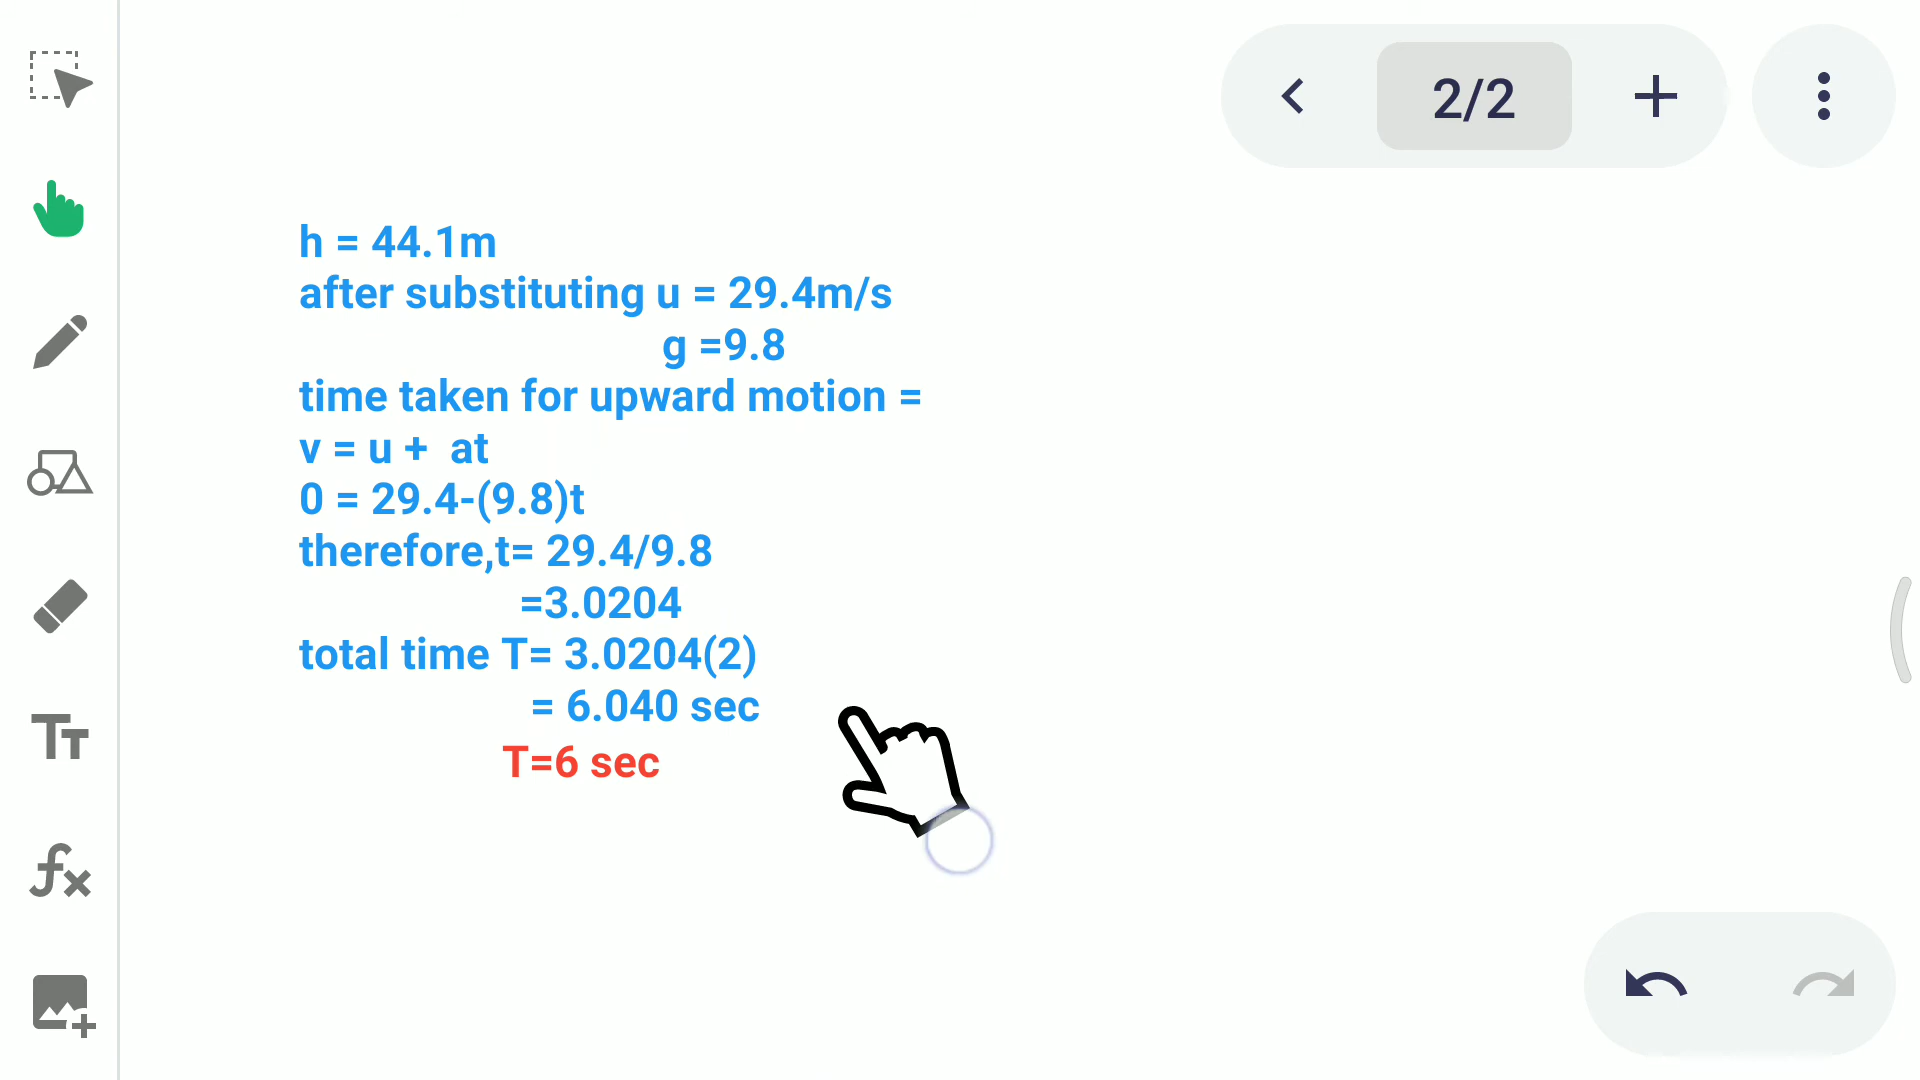 2/2
h = 44.1m
after substituting u = 29.4m/s
g =9.8
time taken for upward motion =
v = u + at
0 = 29.4-(9.8)t
therefore,t= 29.4/9.8
=3.0204
total time T= 3.0204(2)
= 6.040 sec
T=6 sec